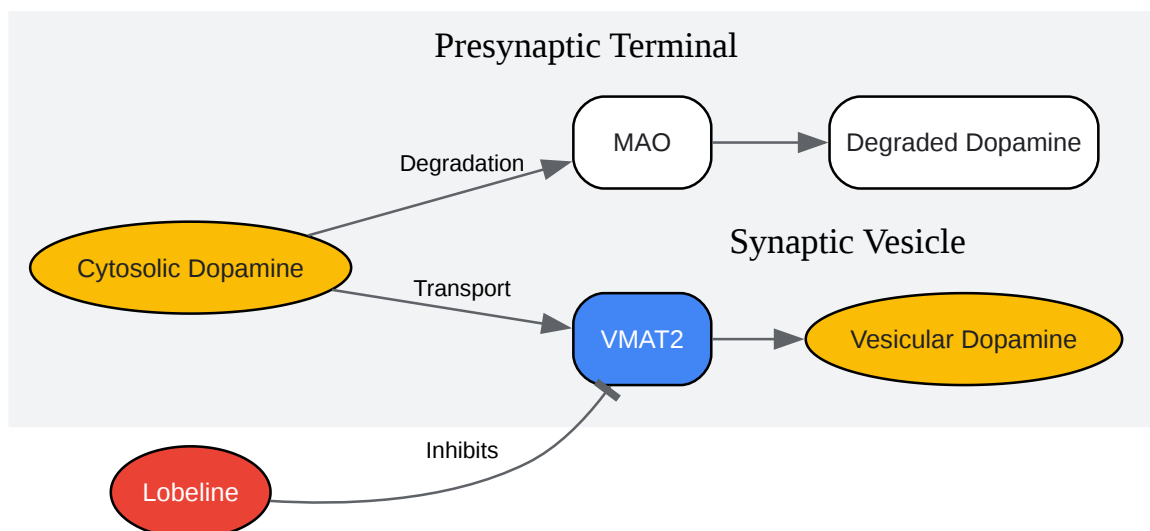 Presynaptic Terminal
MAO
Degraded Dopamine
Degradation
Synaptic Vesicle
Cytosolic Dopamine
Transport
VMAT2
Vesicular Dopamine
Inhibits
Lobeline